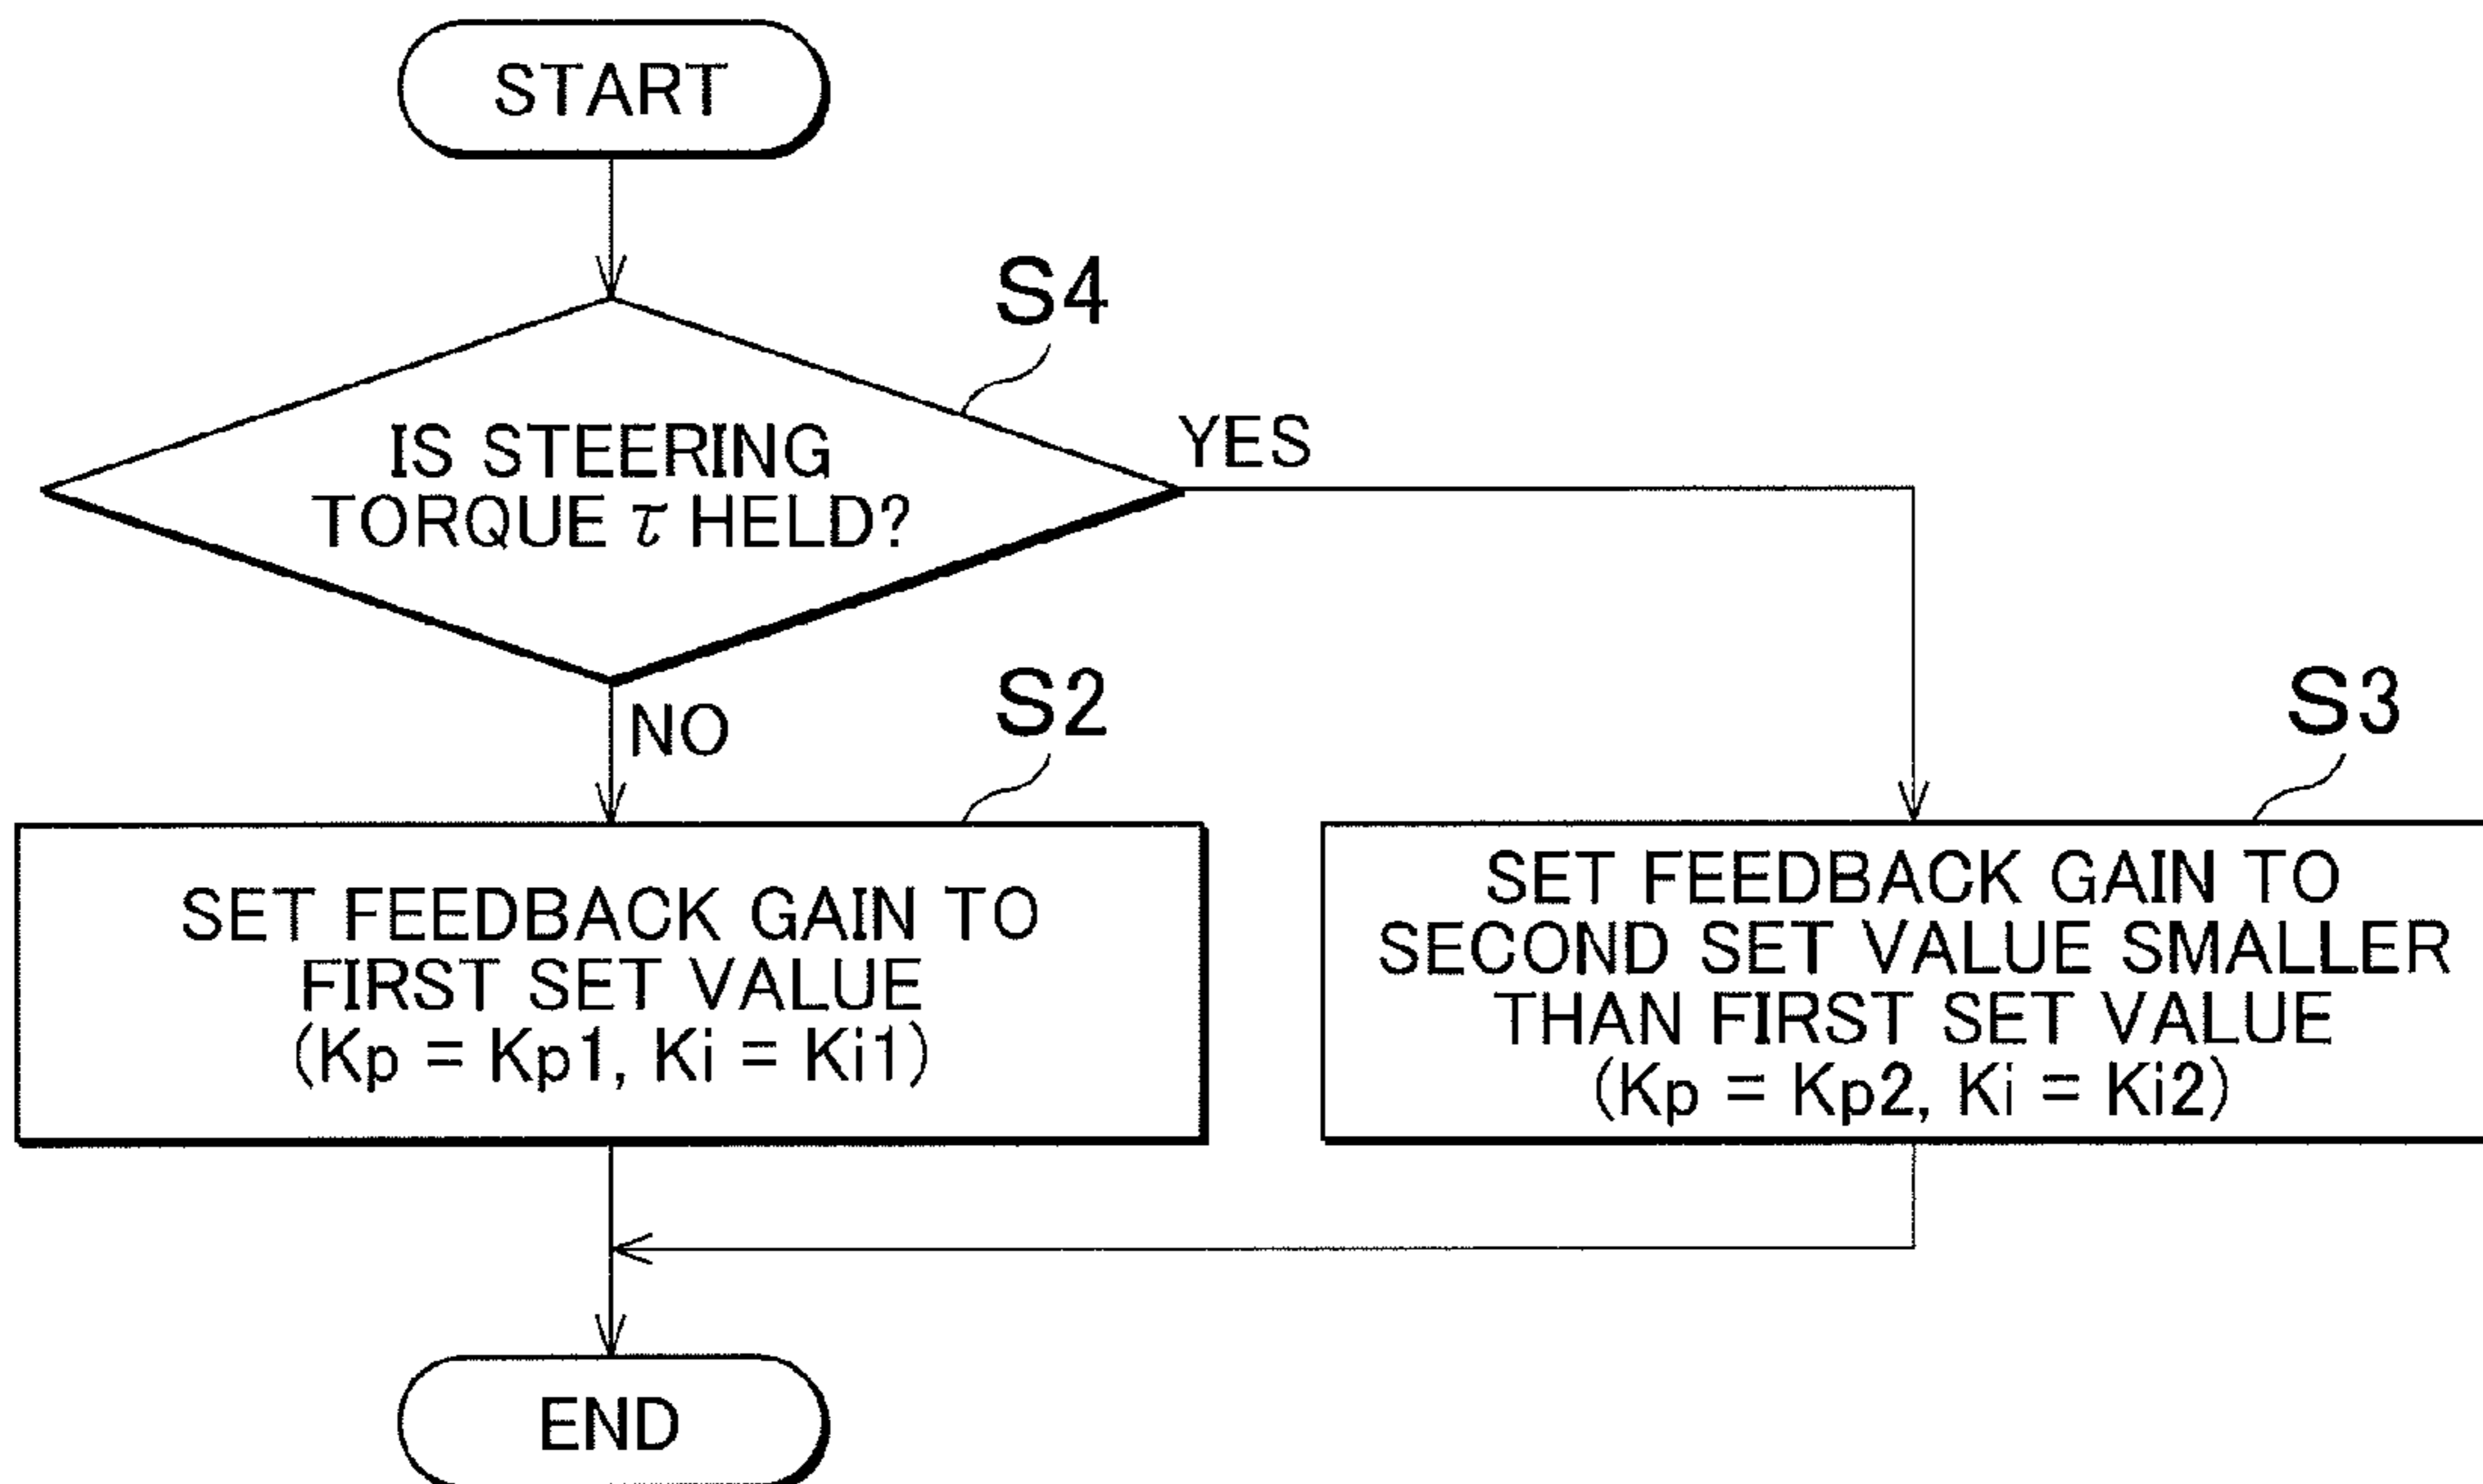 START
S4
IS STEERING
TORQUE τ HELD?
YES
NO
S2
S3
SET FEEDBACK GAIN TO
FIRST SET VALUE
(Kp = Kp1, Ki = Ki1)
SET FEEDBACK GAIN TO
SECOND SET VALUE SMALLER
THAN FIRST SET VALUE
(Kp = Kp2, Ki = Ki2)
END